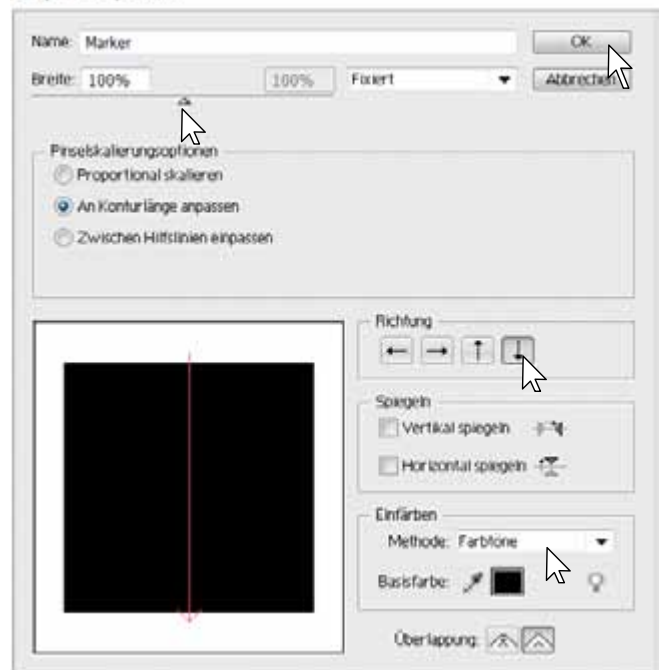 Name: Marker
OK
Breite: 100%
100%
Fixiert
Abbrechen
Pinselskalierungsoptionen
Proportional skalieren
An Konturlänge anpassen
Zwischen Hilfslinien einpassen
Richtung
Spiegeln
Vertikal spiegeln
Horizontal spiegeln
Einfärben
Methode: Farbtöne
Basisfarbe:
Überlappung: